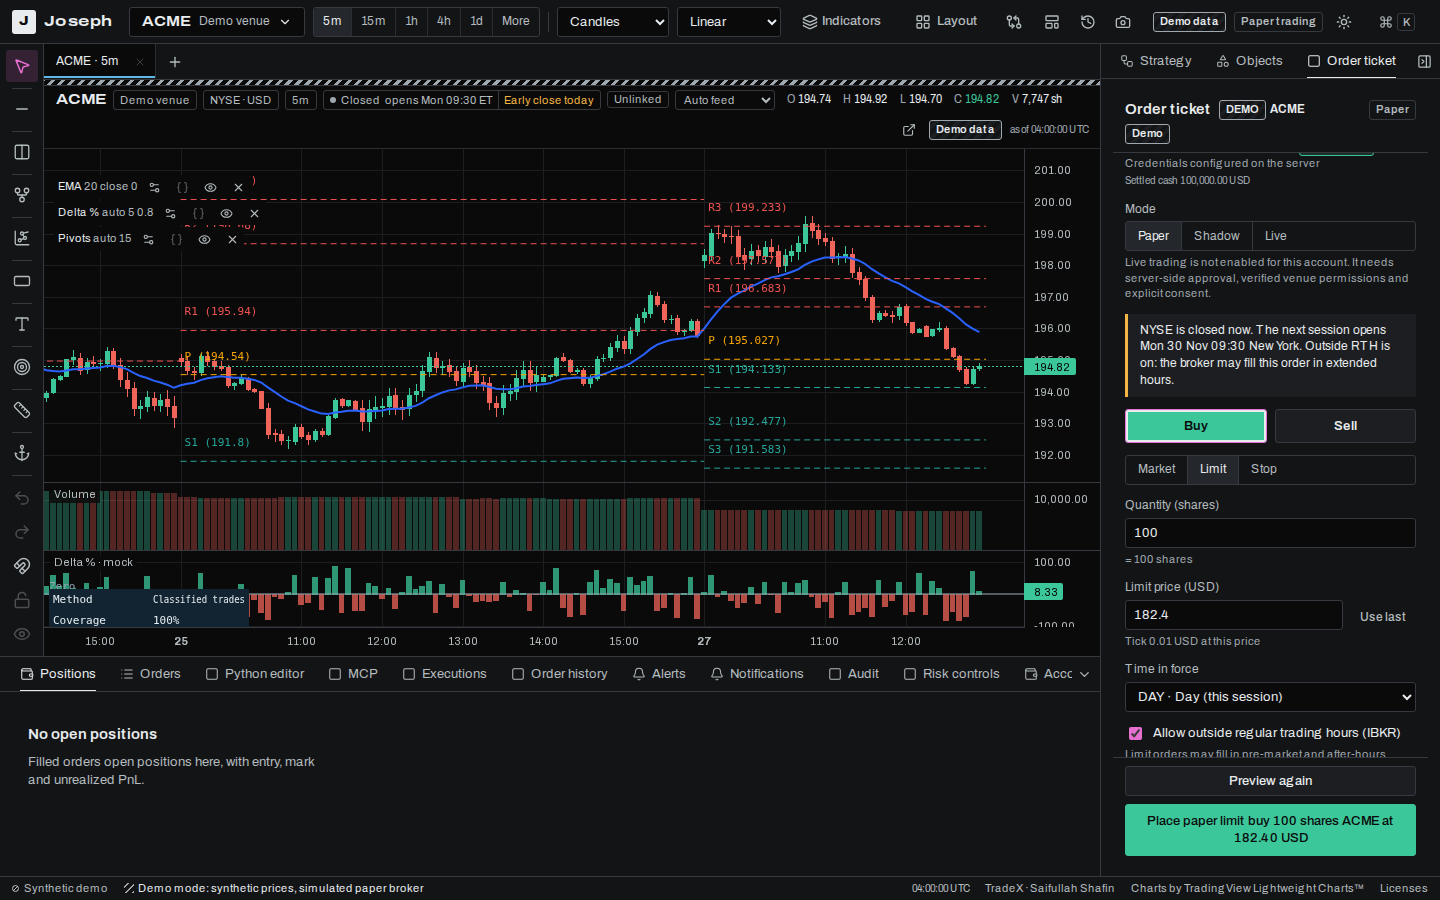 J Joseph ACME Demo venue 5m 15m 1h 4h 1d More Candles Linear Indicators Layout Demo data Paper trading ⌘ K
ACME · 5m × +
Strategy Objects Order ticket
ACME Demo venue NYSE·USD 5m Closed opens Mon 09:30 ET Early close today Unlinked Auto feed O 194.74 H 194.92 L 194.70 C 194.82 V 7,747 sh
Demo data as of 04:00:00 UTC
EMA 20 close 0
Delta % auto 5 0.8
Pivots auto 15
R1 (195.94)
P (194.54)
S1 (191.8)
R3 (199.233)
R1 (196.683)
P (195.027)
S1 (194.133)
S2 (192.477)
S3 (191.583)
201.00
200.00
199.00
198.00
197.00
196.00
194.82
194.00
193.00
192.00
Volume
10,000.00
Delta % · mock
100.00
Zero
8.33
Method Classified trades
Coverage 100%
-100.00
15:00 25 11:00 12:00 13:00 14:00 15:00 27 11:00 12:00
Positions Orders Python editor MCP Executions Order history Alerts Notifications Audit Risk controls Acc
No open positions
Filled orders open positions here, with entry, mark
and unrealized PnL.
Order ticket DEMO ACME Paper
Demo
Credentials configured on the server
Settled cash 100,000.00 USD
Mode
Paper Shadow Live
Live trading is not enabled for this account. It needs
server-side approval, verified venue permissions and
explicit consent.
NYSE is closed now. The next session opens
Mon 30 Nov 09:30 New York. Outside RTH is
on: the broker may fill this order in extended
hours.
Buy Sell
Market Limit Stop
Quantity (shares)
100
= 100 shares
Limit price (USD)
182.4 Use last
Tick 0.01 USD at this price
Time in force
DAY · Day (this session)
Allow outside regular trading hours (IBKR)
Limit orders may fill in pre-market and after-hours
Preview again
Place paper limit buy 100 shares ACME at
182.40 USD
Synthetic demo Demo mode: synthetic prices, simulated paper broker 04:00:00 UTC TradeX · Saifullah Shafin Charts by TradingView Lightweight Charts™ Licenses